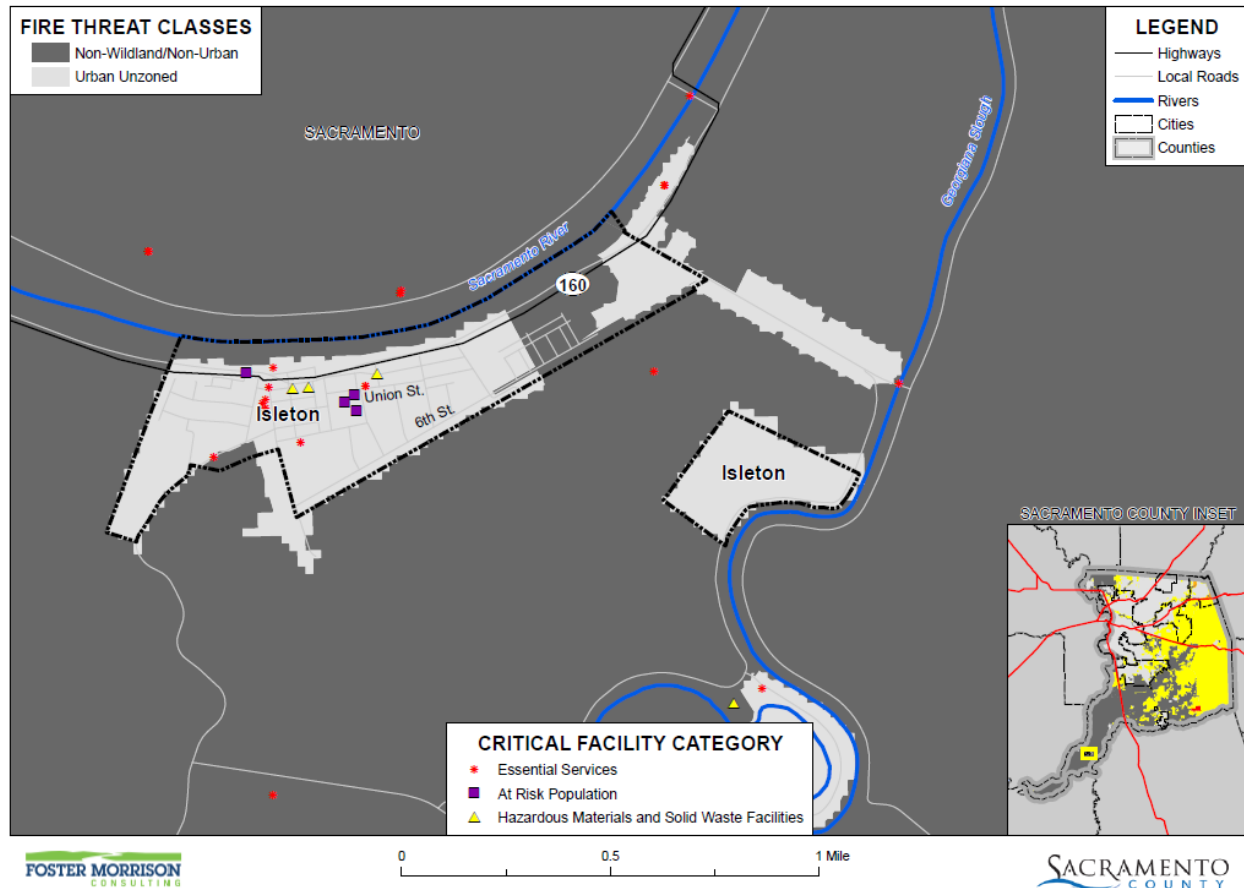 FIRE THREAT CLASSES
Non-Wildland/Non-Urban
Urban Unzoned
LEGEND
Highways
Local Roads
Rivers
Cities
Counties
SACRAMENTO
Georgiana Slough
Sacramento River
160
Union St.
Isleton
6th St.
Isleton
SACRAMENTO COUNTY INSET
CRITICAL FACILITY CATEGORY
Essential Services
At Risk Population
Hazardous Materials and Solid Waste Facilities
FOSTER MORRISON
CONSULTING
0 0.5 1 Mile
SACRAMENTO
COUNTY